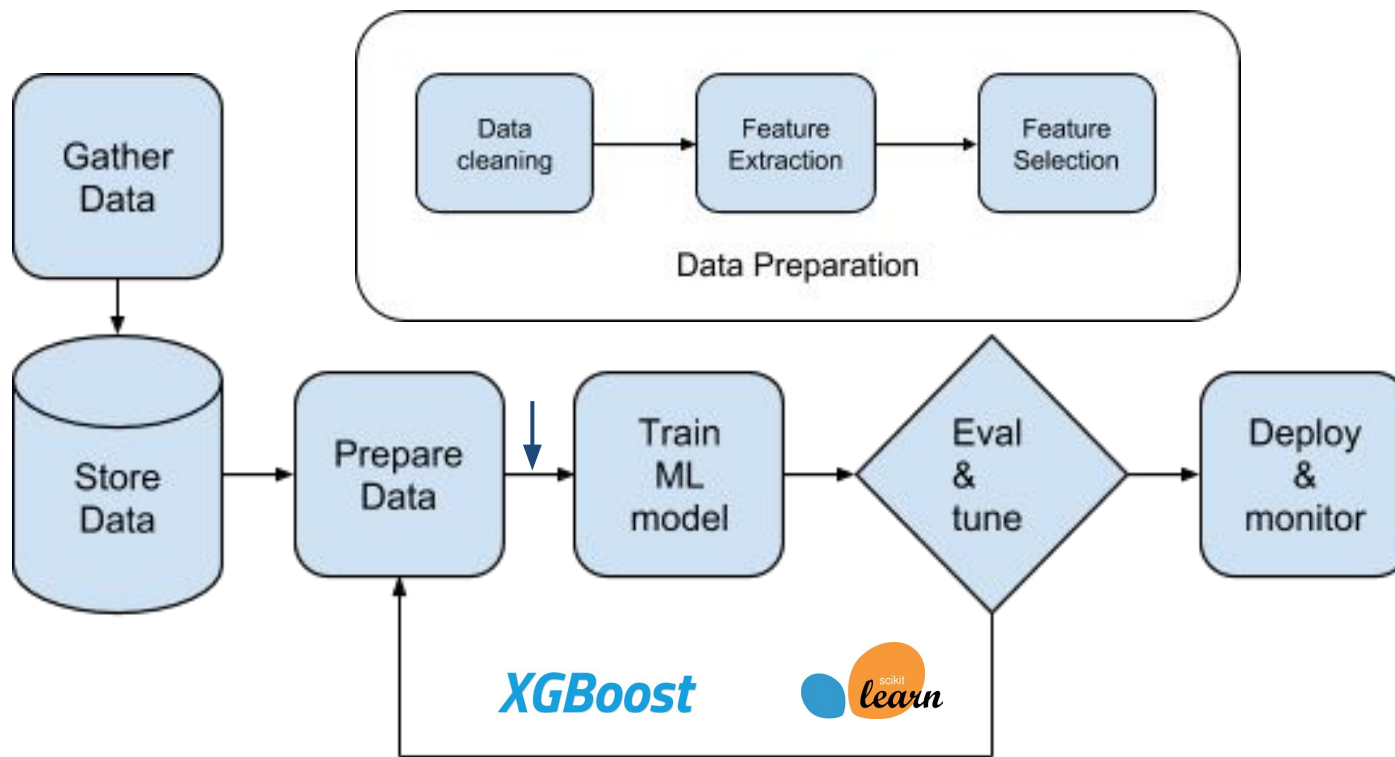 Gather
Data
Data
cleaning
Feature
Extraction
Feature
Selection
Data Preparation
Store
Data
Prepare
Data
Train
ML
model
Eval
&
tune
Deploy
&
monitor
XGBoost
scikit
learn